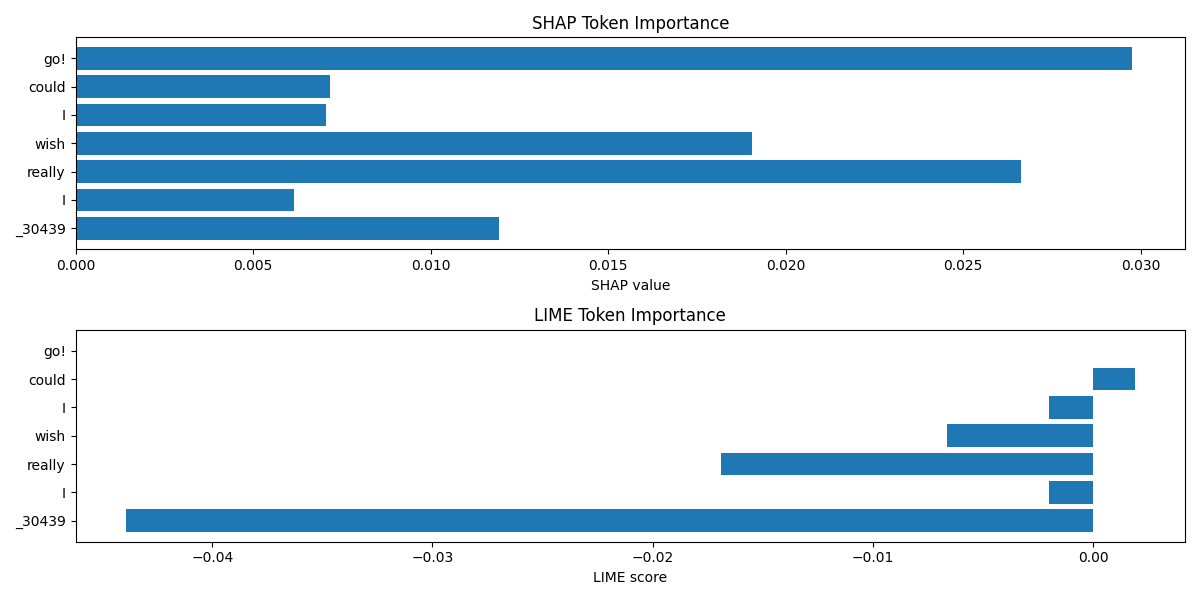 SHAP Token Importance
go!
could
I
wish
really
I
_30439
0.000 0.005 0.010 0.015 0.020 0.025 0.030
SHAP value
LIME Token Importance
go!
could
I
wish
really
I
_30439
−0.04 −0.03 −0.02 −0.01 0.00
LIME score